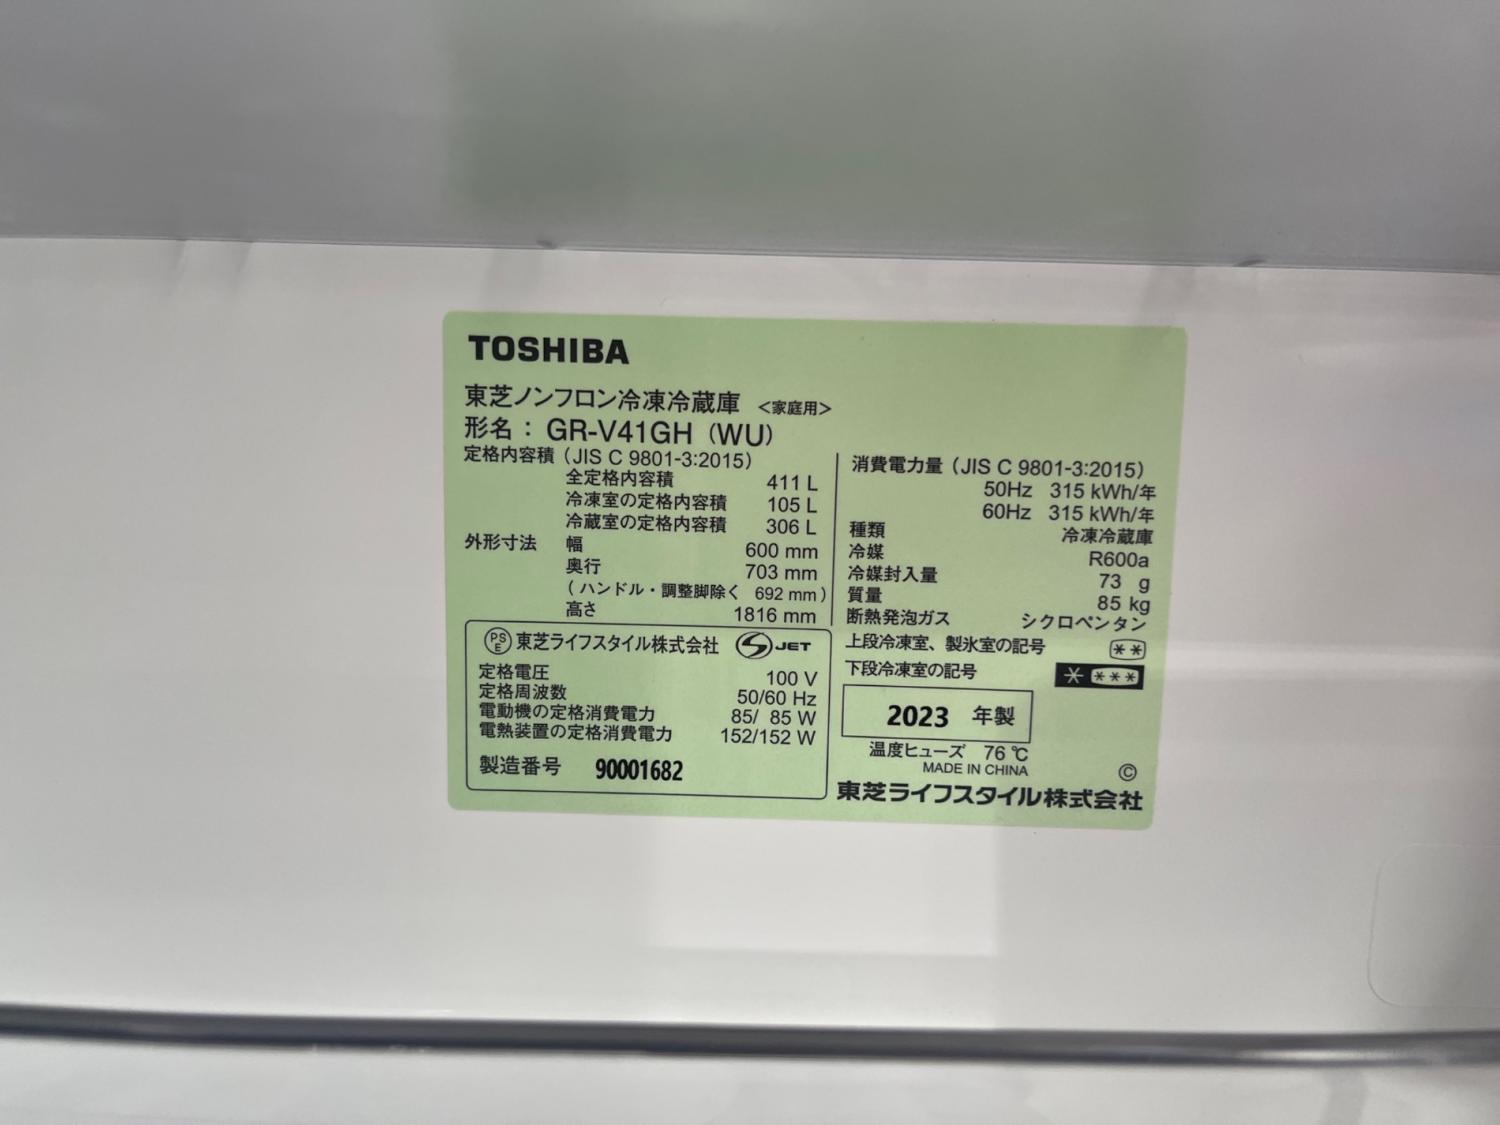 TOSHIBA
東芝ノンフロン冷凍冷蔵庫 <家庭用>
形名： GR-V41GH (WU)
定格内容積 (JIS C 9801-3:2015)
全定格内容積 411 L
冷凍室の定格内容積 105 L
冷蔵室の定格内容積 306 L
外形寸法 幅 600 mm
奥行 703 mm
(ハンドル・調整脚除く 692 mm)
高さ 1816 mm
PSE 東芝ライフスタイル株式会社 JET
定格電圧 100 V
定格周波数 50/60 Hz
電動機の定格消費電力 85/ 85 W
電熱装置の定格消費電力 152/152 W
製造番号 90001682
消費電力量 (JIS C 9801-3:2015)
50Hz 315 kWh/年
60Hz 315 kWh/年
種類 冷凍冷蔵庫
冷媒 R600a
冷媒封入量 73 g
質量 85 kg
断熱発泡ガス シクロペンタン
上段冷凍室、製氷室の記号 **
下段冷凍室の記号 * ***
2023 年製
温度ヒューズ 76 ℃
MADE IN CHINA ©
東芝ライフスタイル株式会社